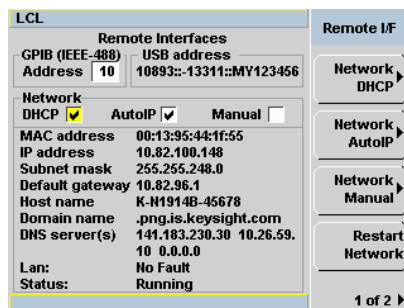 LCL
Remote Interfaces
GPIB (IEEE-488)
Address 10
USB address
10893::-13311::MY123456
Network
DHCP AutoIP Manual
MAC address 00:13:95:44:1f:55
IP address 10.82.100.148
Subnet mask 255.255.248.0
Default gateway 10.82.96.1
Host name K-N1914B-45678
Domain name .png.is.keysight.com
DNS server(s) 141.183.230.30 10.26.59.
10 0.0.0.0
Lan: No Fault
Status: Running
Remote I/F
Network
DHCP
Network
AutoIP
Network
Manual
Restart
Network
1 of 2